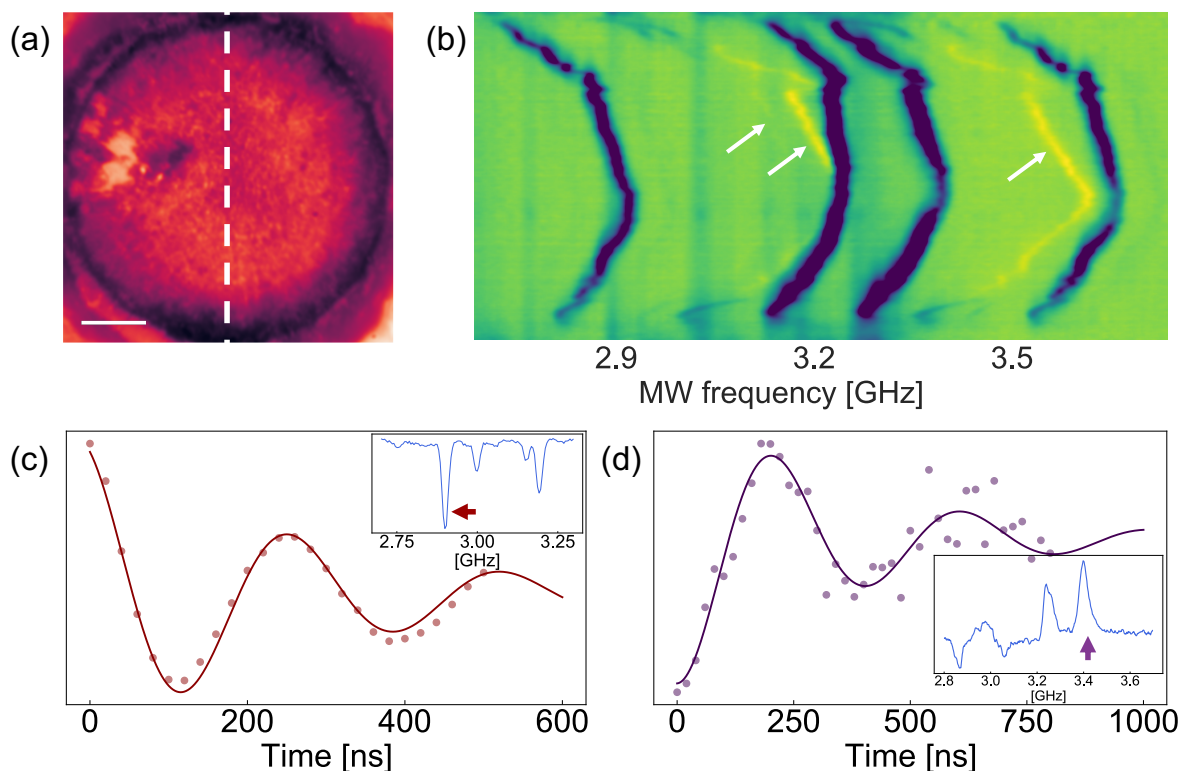 (a)
(b)
2.9 3.2 3.5
MW frequency [GHz]
(c)
2.75 3.00 3.25
[GHz]
0 200 400 600
Time [ns]
(d)
2.8 3.0 3.2 3.4 3.6
[GHz]
0 250 500 750 1000
Time [ns]